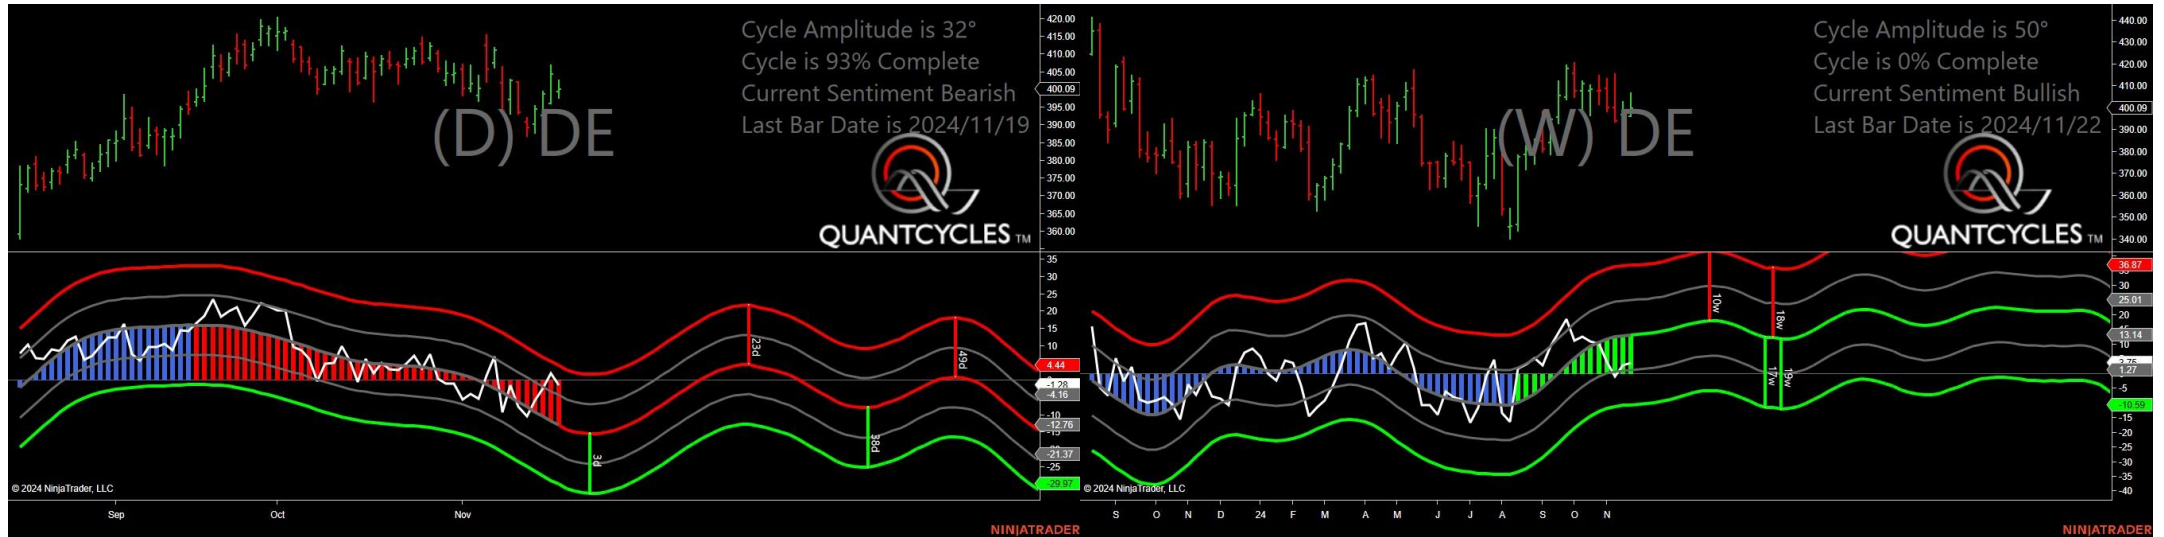 Cycle Amplitude is 32°
Cycle is 93% Complete
Current Sentiment Bearish
Last Bar Date is 2024/11/19
(D) DE
QUANTCYCLES TM
420.00
415.00
410.00
405.00
400.09
395.00
390.00
385.00
380.00
375.00
370.00
365.00
360.00
35
30
25
20
15
10
4.44
-1.28
-4.16
-10
-12.76
-15
-21.37
-25
-29.97
3d
23d
38d
49d
© 2024 NinjaTrader, LLC
Sep Oct Nov
NINJATRADER
Cycle Amplitude is 50°
Cycle is 0% Complete
Current Sentiment Bullish
Last Bar Date is 2024/11/22
(W) DE
QUANTCYCLES TM
440.00
430.00
420.00
410.00
400.09
390.00
380.00
370.00
360.00
350.00
340.00
36.87
30
25.01
20
13.14
10
1.27
-5
-10.59
-15
-20
-25
-30
-35
-40
10w
18w
17w
19w
© 2024 NinjaTrader, LLC
S O N D 24 F M A M J J A S O N
NINJATRADER